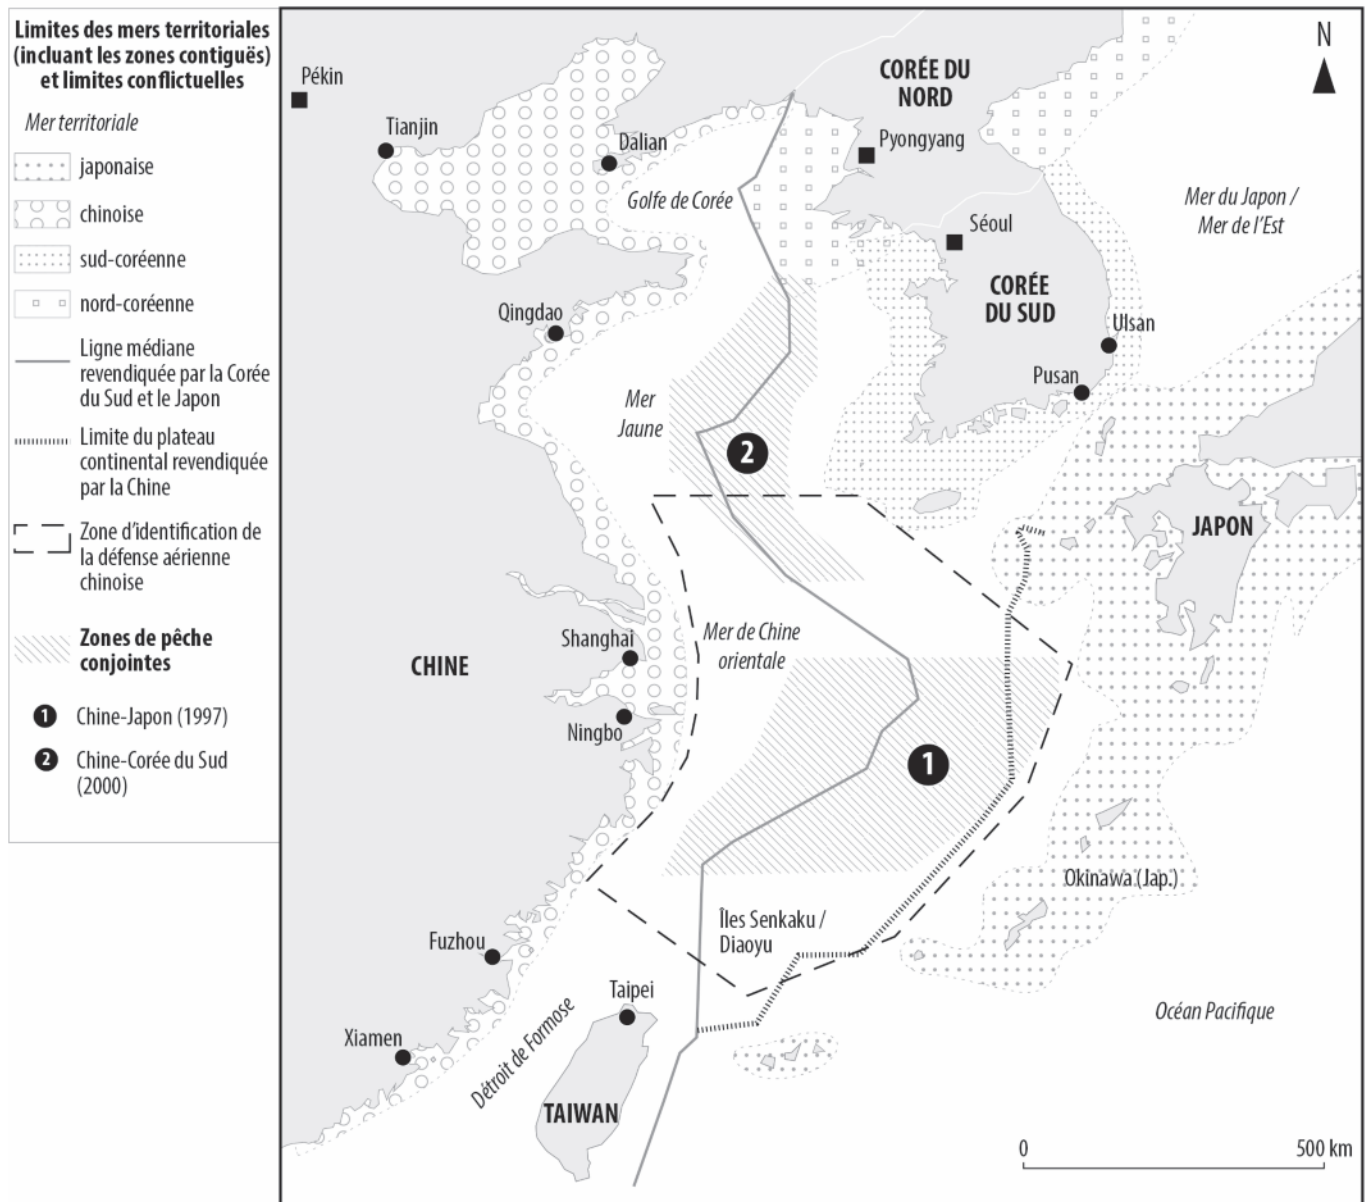 Limites des mers territoriales
(incluant les zones contiguës)
et limites conflictuelles
Mer territoriale
japonaise
chinoise
sud-coréenne
nord-coréenne
Ligne médiane
revendiquée par la Corée
du Sud et le Japon
Limite du plateau
continental revendiquée
par la Chine
Zone d'identification de
la défense aérienne
chinoise
Zones de pêche
conjointes
1 Chine-Japon (1997)
2 Chine-Corée du Sud
(2000)
N
Pékin
Tianjin
Dalian
CORÉE DU
NORD
Pyongyang
Golfe de Corée
Mer du Japon /
Mer de l'Est
Séoul
CORÉE
DU SUD
Qingdao
Ulsan
Pusan
Mer
Jaune
2
JAPON
Shanghai
Mer de Chine
orientale
CHINE
Ningbo
1
Okinawa (Jap.)
Îles Senkaku /
Diaoyu
Fuzhou
Taipei
Océan Pacifique
Xiamen
Détroit de Formose
TAIWAN
0 500 km